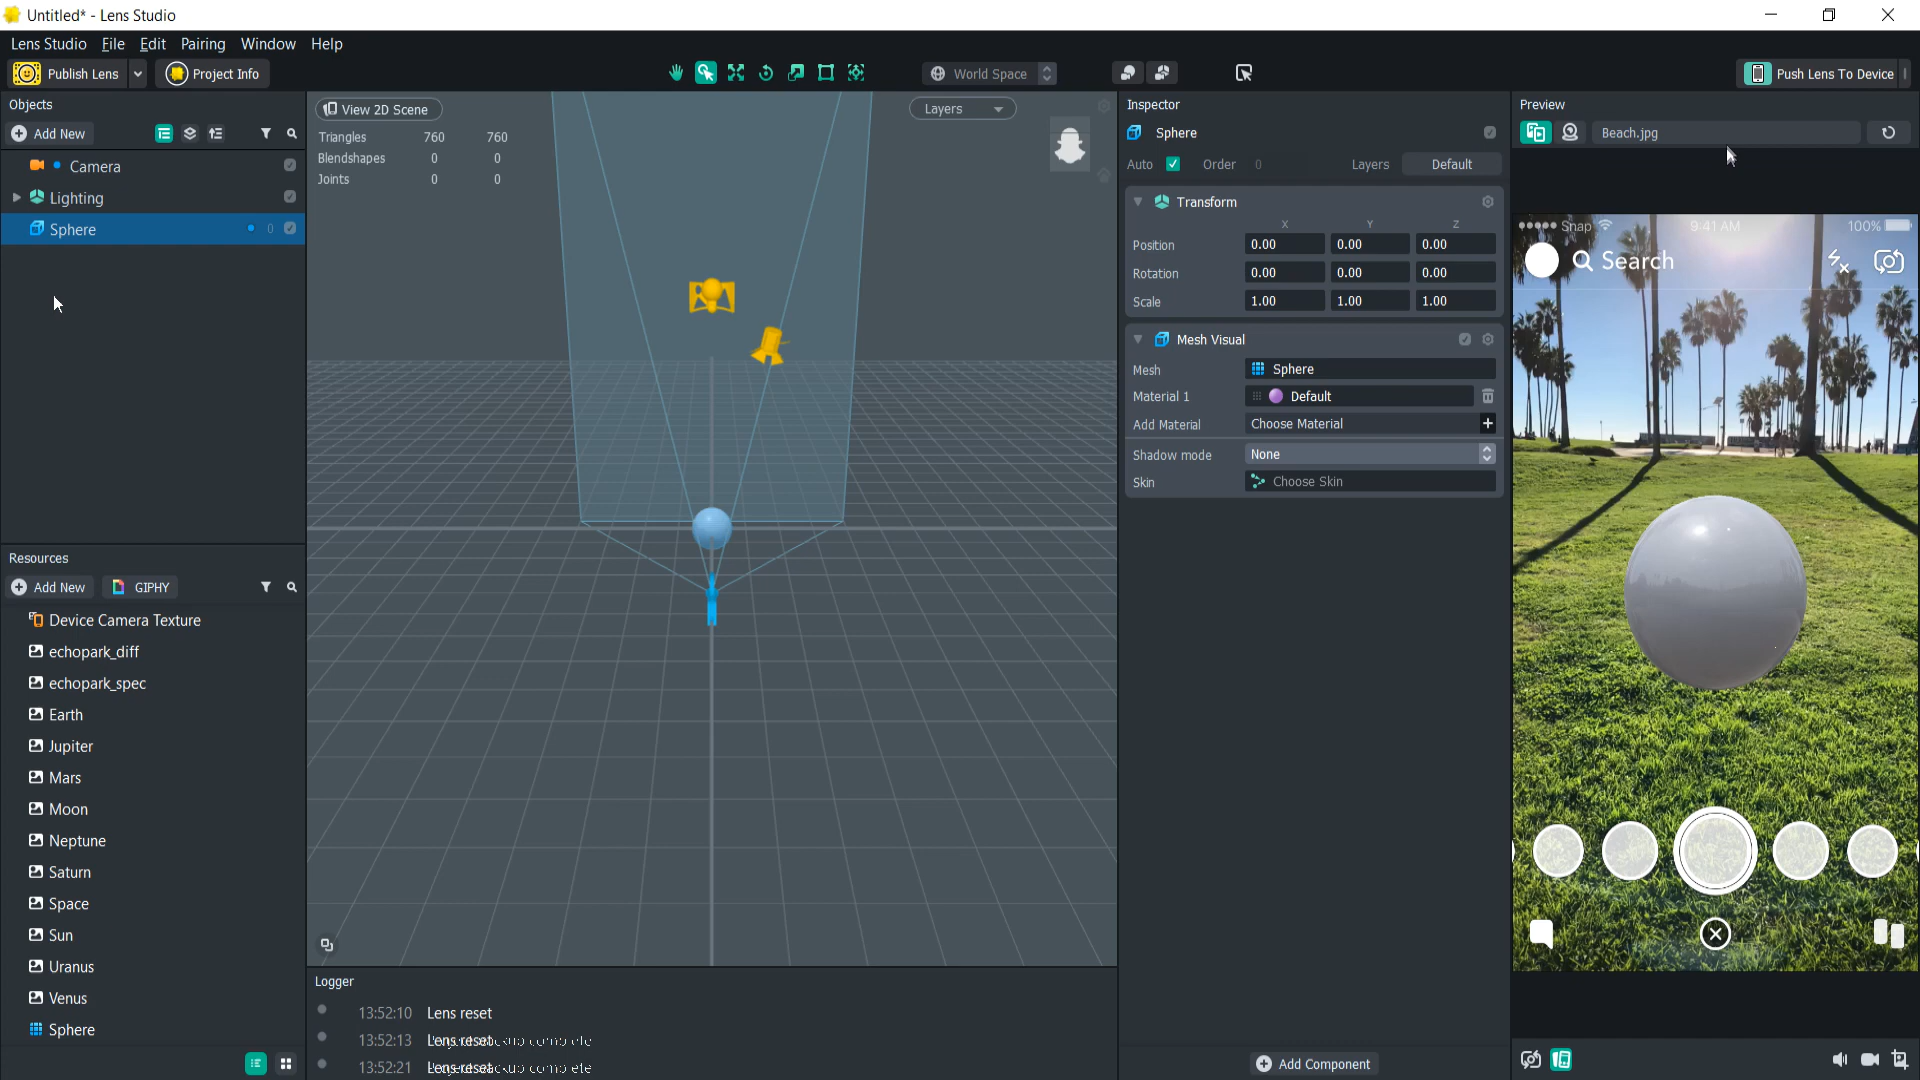 Untitled* - Lens Studio
Lens Studio File Edit Pairing Window Help
Publish Lens Project Info World Space Push Lens To Device
Objects
Add New
Camera
Lighting
Sphere 0
Resources
Add New GIPHY
Device Camera Texture
echopark_diff
echopark_spec
Earth
Jupiter
Mars
Moon
Neptune
Saturn
Space
Sun
Uranus
Venus
Sphere
View 2D Scene Layers
Triangles 760 760
Blendshapes 0 0
Joints 0 0
Logger
13:52:10 Lens reset
13:52:13 Lens reset
13:52:21 Lens reset
Inspector
Sphere
Auto Order 0 Layers Default
Transform
X Y Z
Position 0.00 0.00 0.00
Rotation 0.00 0.00 0.00
Scale 1.00 1.00 1.00
Mesh Visual
Mesh Sphere
Material 1 Default
Add Material Choose Material +
Shadow mode None
Skin Choose Skin
Add Component
Preview
Beach.jpg
Snap 9:41 AM 100%
Search